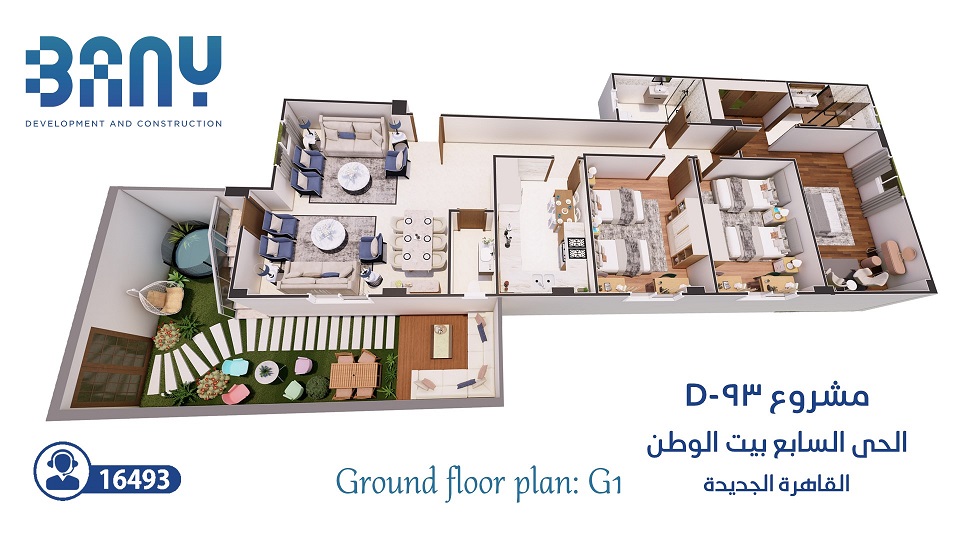 BANY
DEVELOPMENT AND CONSTRUCTION
مشروع D-٩٣
الحى السابع بيت الوطن
القاهرة الجديدة
16493
Ground floor plan: G1